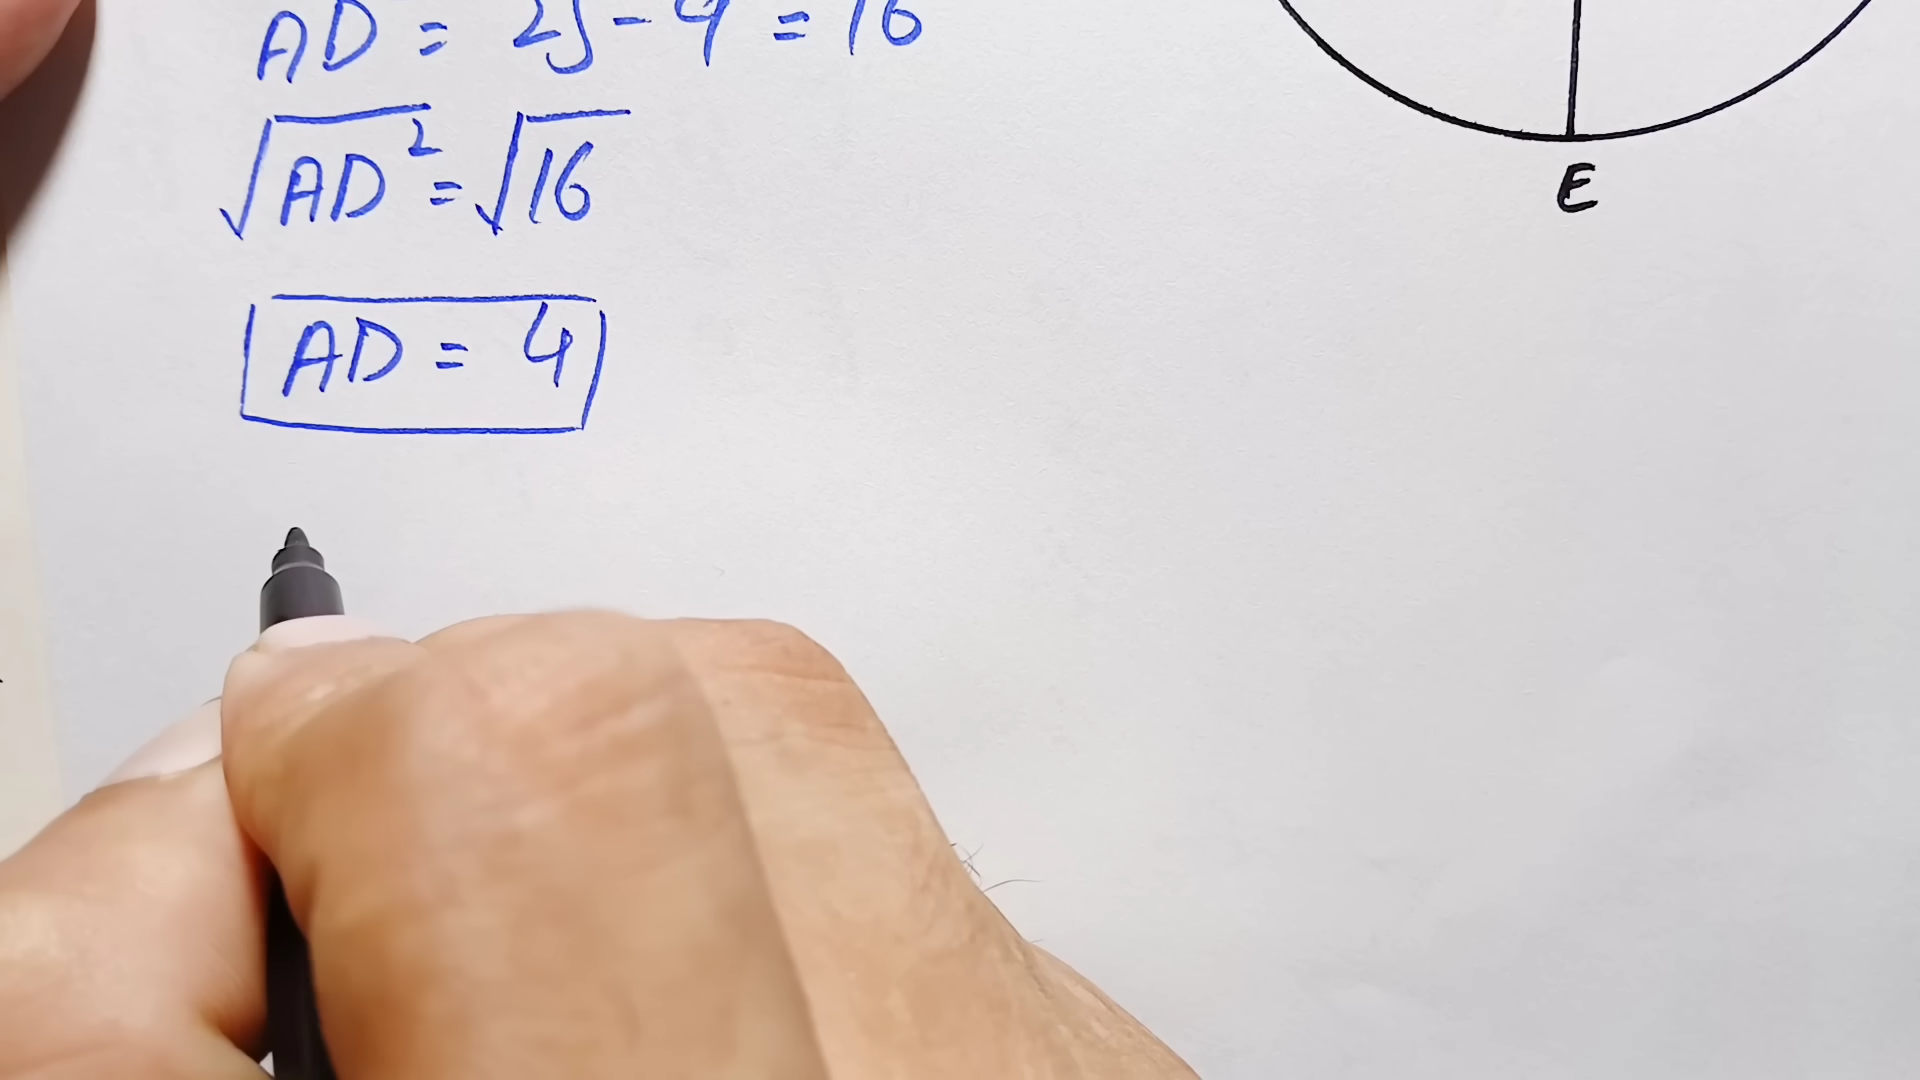 AD = 25 - 9 = 16
√AD² = √16
AD = 4
E